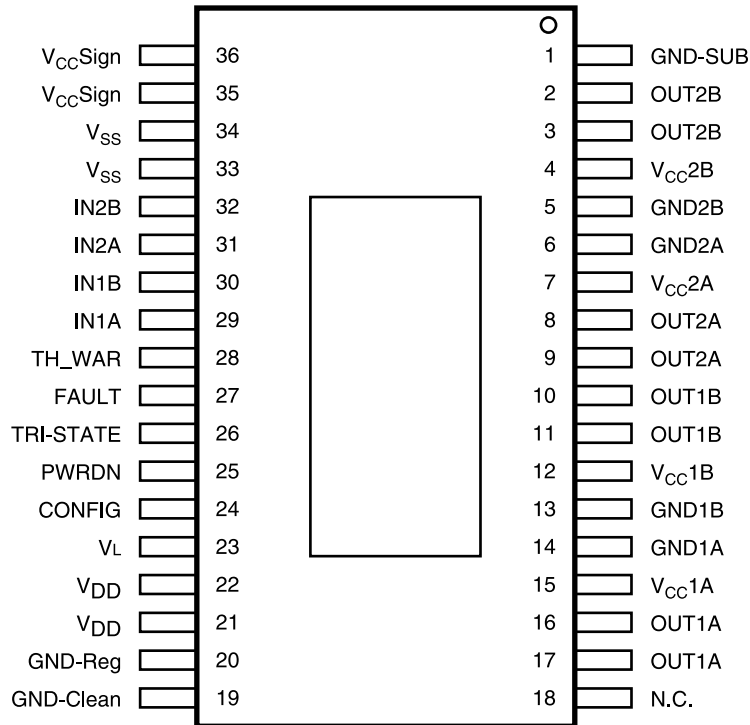 VCCSign 36 1 GND-SUB
VCCSign 35 2 OUT2B
VSS 34 3 OUT2B
VSS 33 4 VCC2B
IN2B 32 5 GND2B
IN2A 31 6 GND2A
IN1B 30 7 VCC2A
IN1A 29 8 OUT2A
TH_WAR 28 9 OUT2A
FAULT 27 10 OUT1B
TRI-STATE 26 11 OUT1B
PWRDN 25 12 VCC1B
CONFIG 24 13 GND1B
VL 23 14 GND1A
VDD 22 15 VCC1A
VDD 21 16 OUT1A
GND-Reg 20 17 OUT1A
GND-Clean 19 18 N.C.